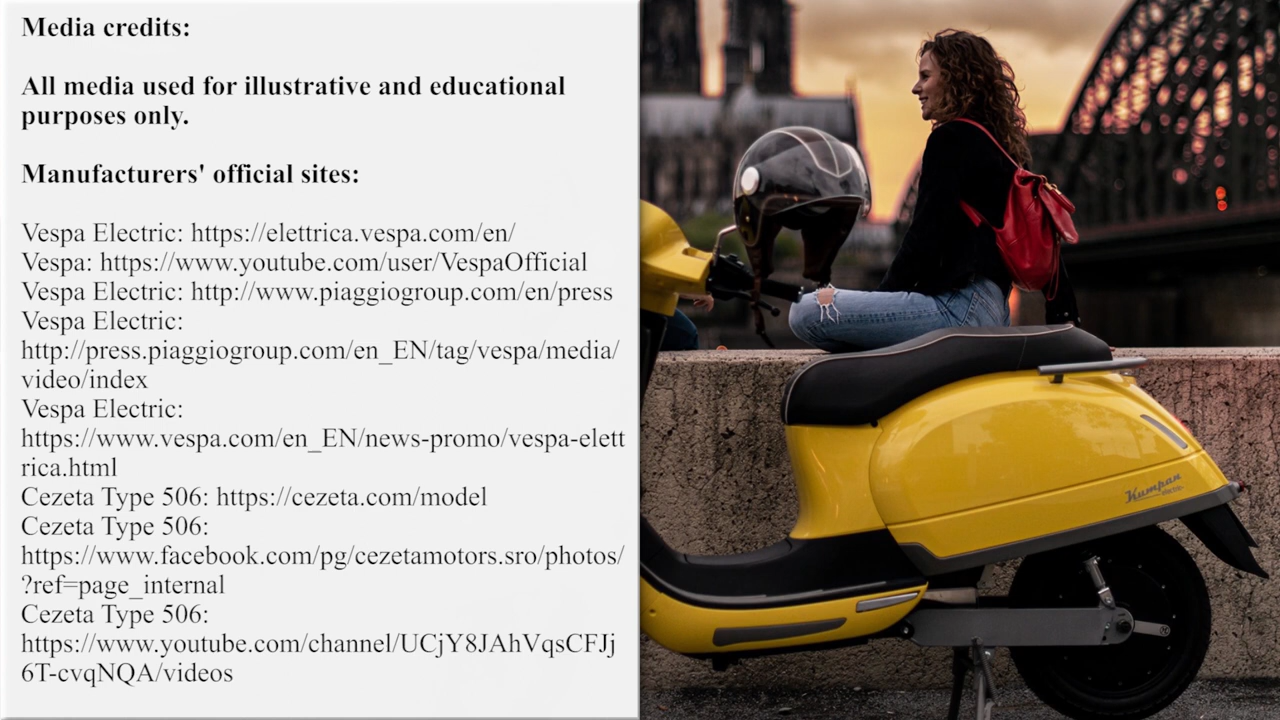 Media credits:
All media used for illustrative and educational
purposes only.
Manufacturers' official sites:
Vespa Electric: https://elettrica.vespa.com/en/
Vespa: https://www.youtube.com/user/VespaOfficial
Vespa Electric: http://www.piaggiogroup.com/en/press
Vespa Electric:
http://press.piaggiogroup.com/en_EN/tag/vespa/media/
video/index
Vespa Electric:
https://www.vespa.com/en_EN/news-promo/vespa-elett
rica.html
Cezeta Type 506: https://cezeta.com/model
Cezeta Type 506:
https://www.facebook.com/pg/cezetamotors.sro/photos/
?ref=page_internal
Cezeta Type 506:
https://www.youtube.com/channel/UCjY8JAhVqsCFJj
6T-cvqNQA/videos
Kumpan
electric